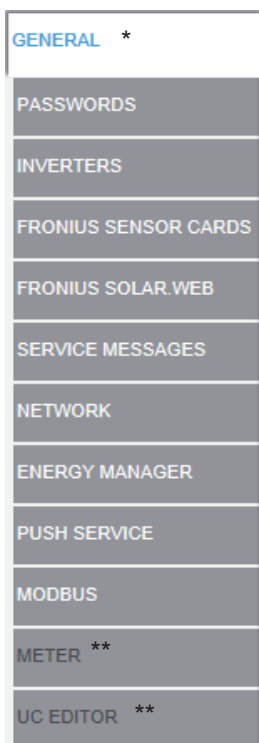 GENERAL *
PASSWORDS
INVERTERS
FRONIUS SENSOR CARDS
FRONIUS SOLAR.WEB
SERVICE MESSAGES
NETWORK
ENERGY MANAGER
PUSH SERVICE
MODBUS
METER **
UC EDITOR **